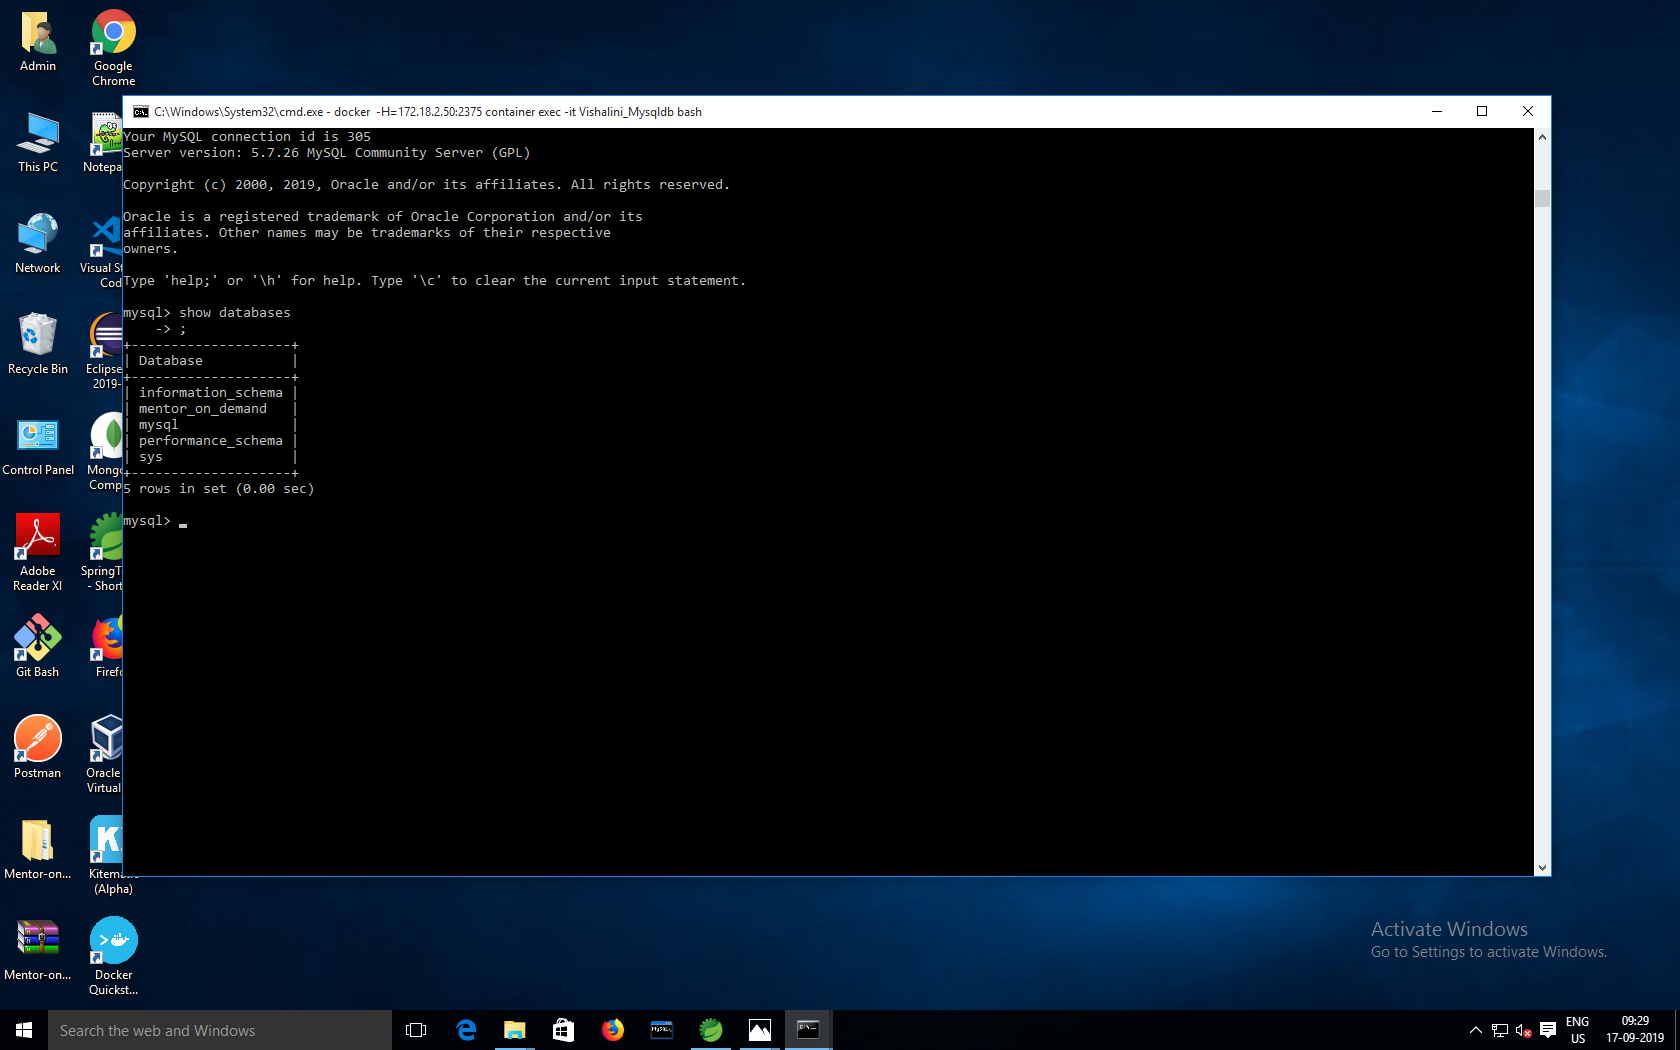 Admin
Google
Chrome
This PC
Notepa
Network
Visual St
Cod
Recycle Bin
Eclipse
2019-
Control Panel
Mongo
Comp
Adobe
Reader XI
SpringT
- Short
Git Bash
Firefo
Postman
Oracle
Virtual
Mentor-on...
Kitema
(Alpha)
Mentor-on...
Docker
Quickst...
C:\Windows\System32\cmd.exe - docker  -H=172.18.2.50:2375 container exec -it Vishalini_Mysqldb bash
Your MySQL connection id is 305
Server version: 5.7.26 MySQL Community Server (GPL)
Copyright (c) 2000, 2019, Oracle and/or its affiliates. All rights reserved.
Oracle is a registered trademark of Oracle Corporation and/or its
affiliates. Other names may be trademarks of their respective
owners.
Type 'help;' or '\h' for help. Type '\c' to clear the current input statement.
mysql> show databases
    -> ;
+--------------------+
| Database           |
+--------------------+
| information_schema |
| mentor_on_demand   |
| mysql              |
| performance_schema |
| sys                |
+--------------------+
5 rows in set (0.00 sec)
mysql> _
Activate Windows
Go to Settings to activate Windows.
Search the web and Windows
ENG
US
09:29
17-09-2019